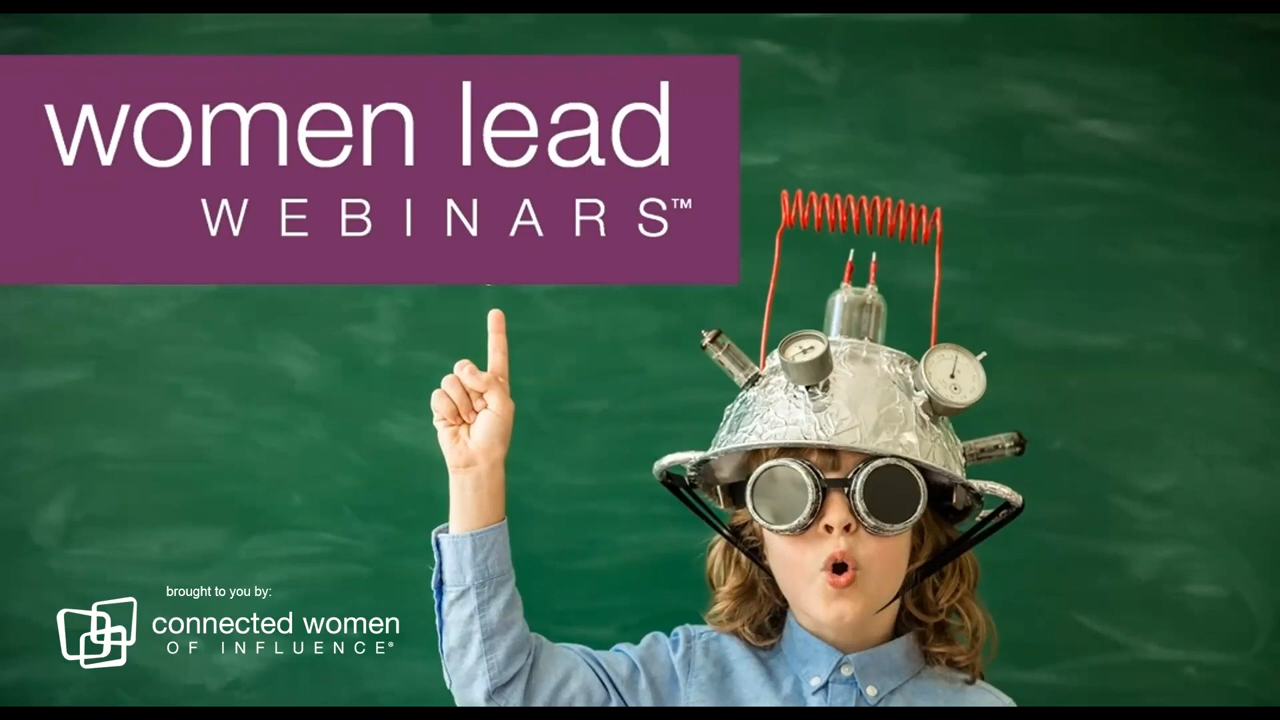 women lead
WEBINARS™
brought to you by:
connected women
OF INFLUENCE®